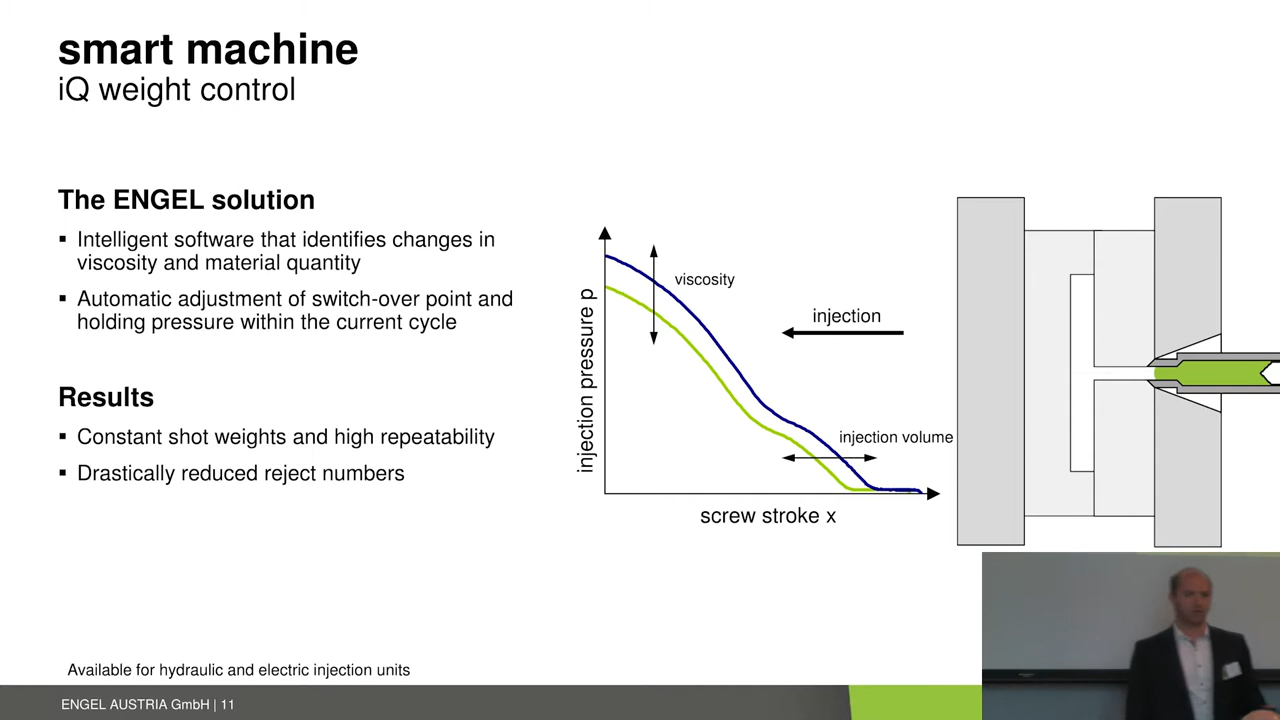 smart machine
iQ weight control
The ENGEL solution
▪ Intelligent software that identifies changes in
viscosity and material quantity
▪ Automatic adjustment of switch-over point and
holding pressure within the current cycle
Results
▪ Constant shot weights and high repeatability
▪ Drastically reduced reject numbers
injection pressure p
viscosity
injection
injection volume
screw stroke x
Available for hydraulic and electric injection units
ENGEL AUSTRIA GmbH | 11